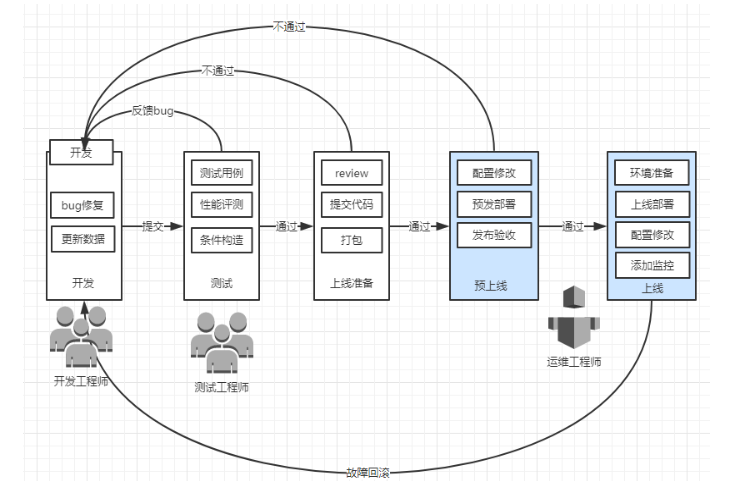 不通过
不通过
反馈bug
开发
bug修复
更新数据
开发
提交
测试用例
性能评测
条件构造
测试
通过
review
提交代码
打包
上线准备
通过
配置修改
预发部署
发布验收
预上线
通过
环境准备
上线部署
配置修改
添加监控
上线
开发工程师
测试工程师
运维工程师
故障回滚